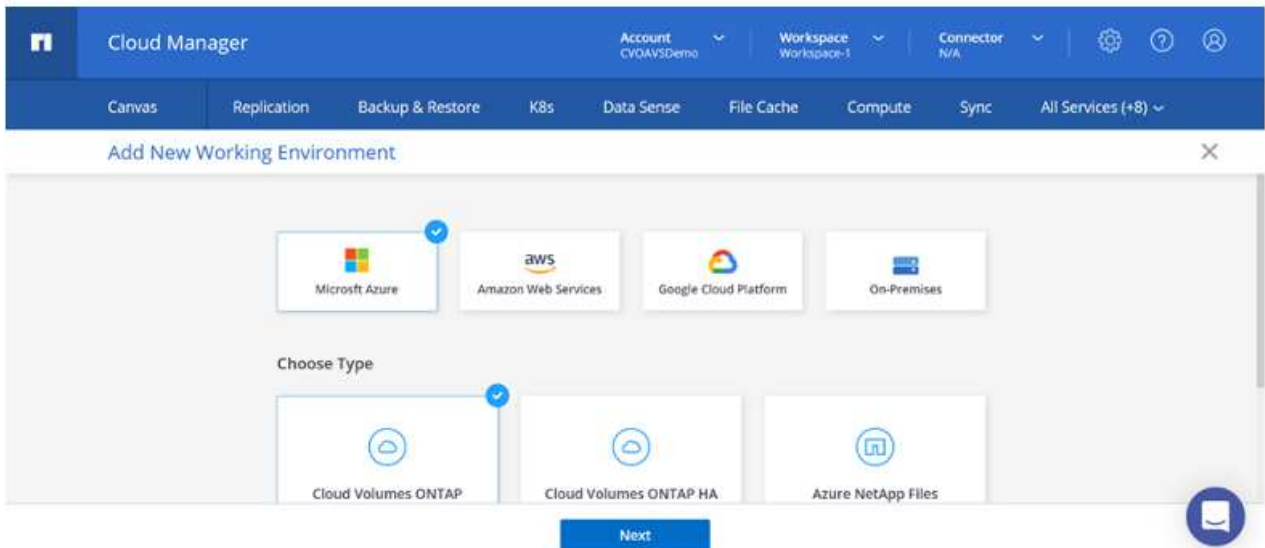 Cloud Manager
Account
CVOAVSDemo
Workspace
Workspace-1
Connector
N/A
Canvas
Replication
Backup & Restore
K8s
Data Sense
File Cache
Compute
Sync
All Services (+8)
Add New Working Environment
Microsft Azure
aws
Amazon Web Services
Google Cloud Platform
On-Premises
Choose Type
Cloud Volumes ONTAP
Cloud Volumes ONTAP HA
Azure NetApp Files
Next